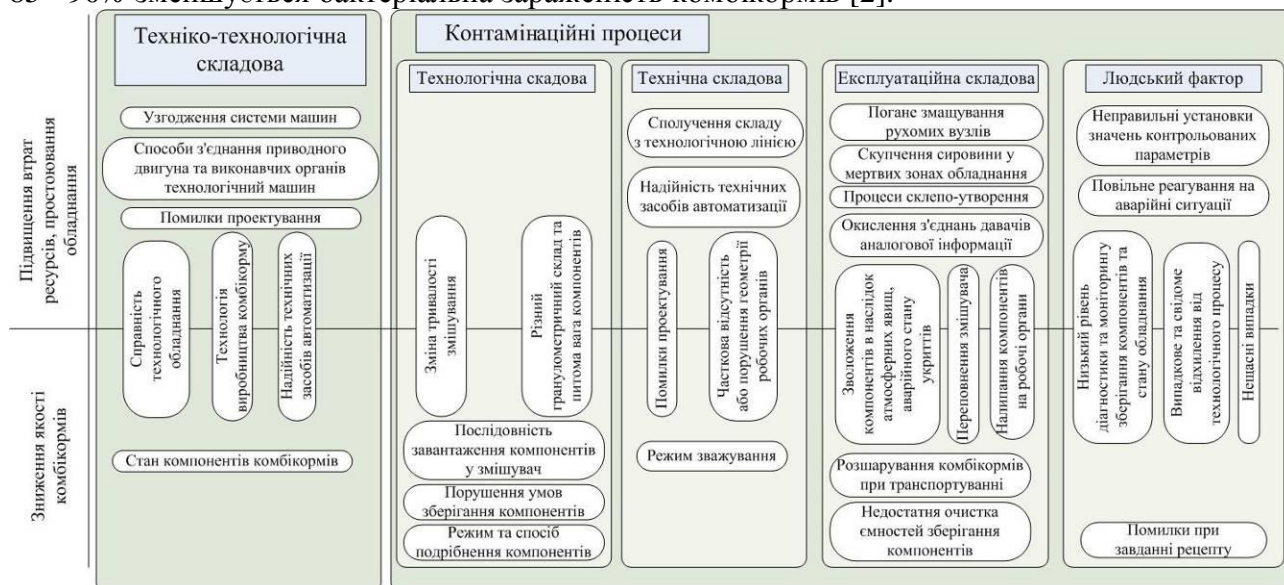 85 - 90% зменшується бактеріальна зараженість комбікормів [2].
Техніко-технологічна
складова
Контамінаційні процеси
Технологічна скадова
Технічна складова
Експлуатаційна складова
Людський фактор
Підвищення втрат
ресурсів, простоювання
обладнання
Зниження якості
комбікормів
Узгодження системи машин
Способи з'єднання приводного
двигуна та виконавчих органів
технологічний машин
Помилки проектування
Справність
технологічного
обладнання
Технологія
виробництва комбікорму
Надійність технічних
засобів автоматизації
Стан компонентів комбікормів
Зміна тривалості
змішування
Різний
гранулометричний склад та
питома вага компонентів
Послідовність
завантаження компонентів
у змішувач
Порушення умов
зберігання компонентів
Режим та спосіб
подрібнення компонентів
Сполучення складу
з технологічною лінією
Надійність технічних
засобів автоматизації
Помилки проектування
Часткова відсутність
або порушення геометрії
робочих органів
Режим зважування
Погане змащування
рухомих вузлів
Скупчення сировини у
мертвих зонах обладнання
Процеси склепо-утворення
Окислення з'єднань давачів
аналогової інформації
Зволоження
компонентів в наслідок
атмосферних явищ,
аварійного стану
укриттів
Переповнення змішувача
Налипання компонентів
на робочі органи
Розшарування комбікормів
при транспортуванні
Недостатня очистка
ємностей зберігання
компонентів
Неправильні установки
значень контрольованих
параметрів
Повільне реагування на
аварійні ситуації
Низький рівень
діагностики та моніторингу
зберігання компонентів та
стану обладнання
Випадкове та свідоме
відхилення від
технологічного процесу
Нещасні випадки
Помилки при
завданні рецепту